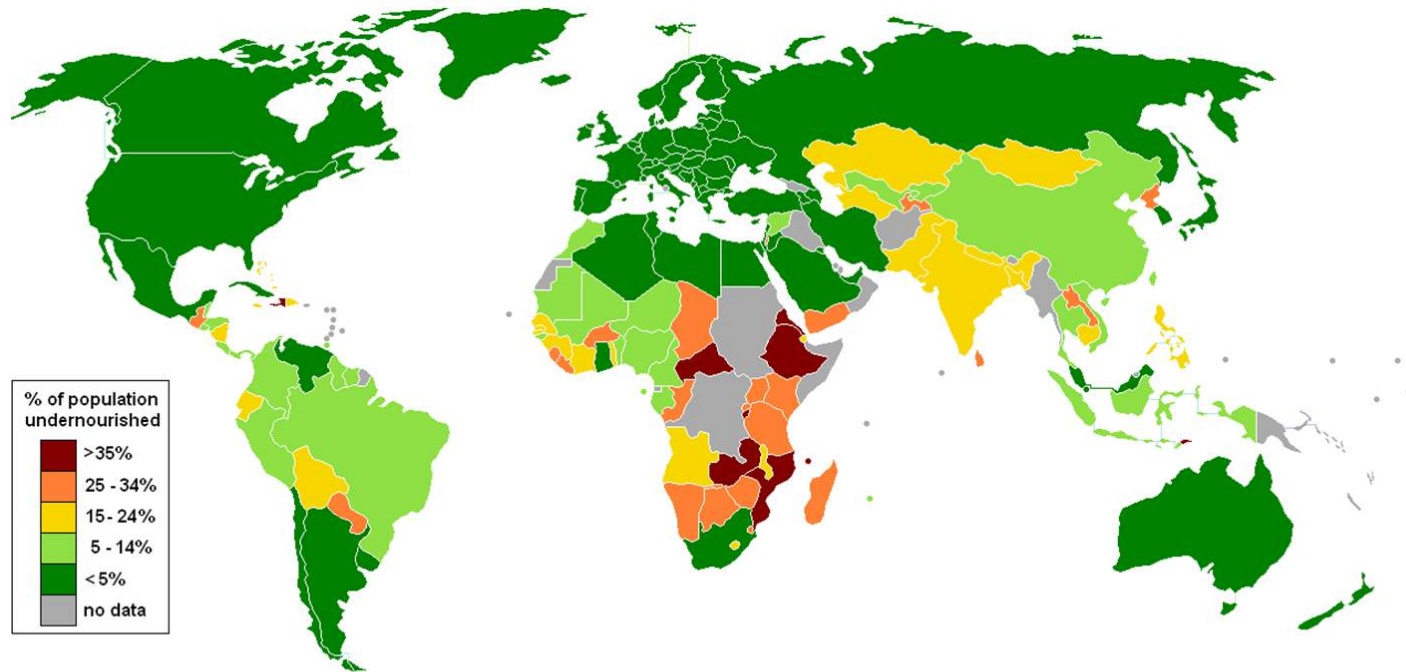 % of population
undernourished
>35%
25 - 34%
15 - 24%
5 - 14%
<5%
no data